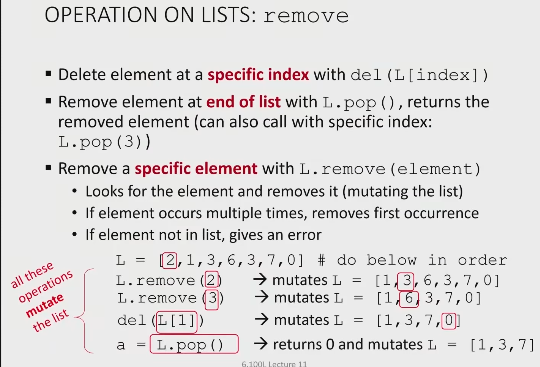 OPERATION ON LISTS: remove
▪ Delete element at a specific index with del(L[index])
▪ Remove element at end of list with L.pop(), returns the
removed element (can also call with specific index:
L.pop(3))
▪ Remove a specific element with L.remove(element)
• Looks for the element and removes it (mutating the list)
• If element occurs multiple times, removes first occurrence
• If element not in list, gives an error
L = [2,1,3,6,3,7,0] # do below in order
all these
operations
mutate
the list
L.remove(2) → mutates L = [1,3,6,3,7,0]
L.remove(3) → mutates L = [1,6,3,7,0]
del(L[1]) → mutates L = [1,3,7,0]
a = L.pop() → returns 0 and mutates L = [1,3,7]
6.100L Lecture 11